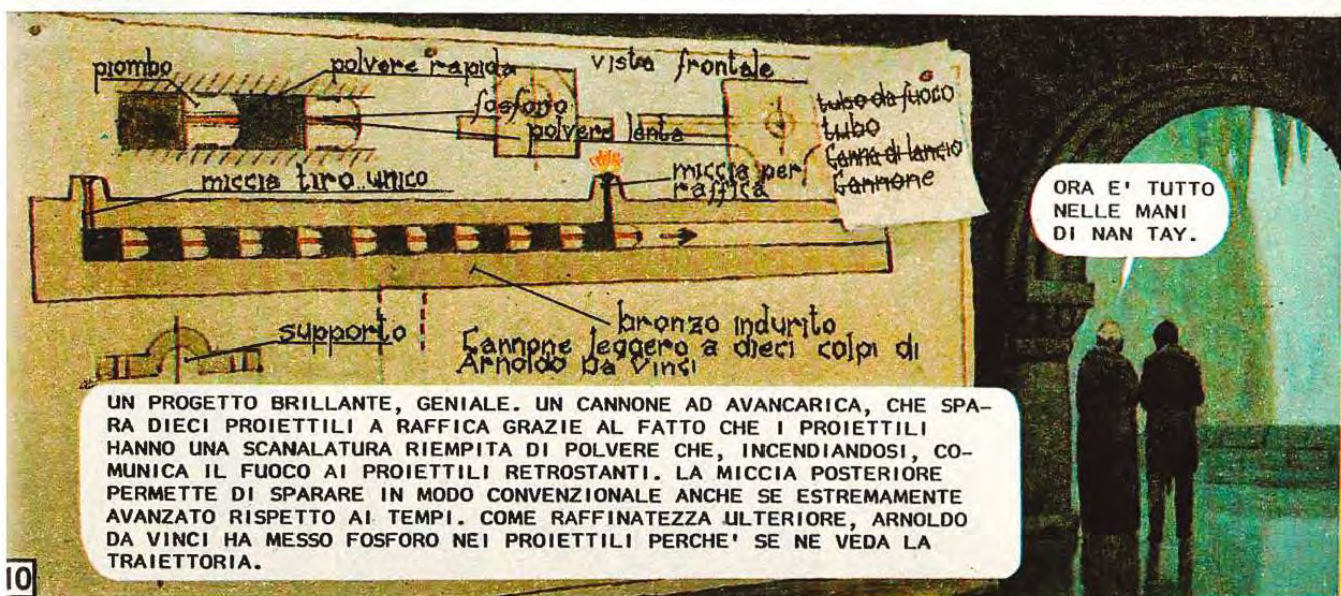 piombo
polvere rapida
vista frontale
fosforo
polvere lenta
tubo da fuoco
tubo
Canna di lancio
Cannone
miccia tiro unico
miccia per
raffica
supporto
bronzo indurito
Cannone leggero a dieci colpi di
Arnoldo Da Vinci
UN PROGETTO BRILLANTE, GENIALE. UN CANNONE AD AVANCARICA, CHE SPA-
RA DIECI PROIETTILI A RAFFICA GRAZIE AL FATTO CHE I PROIETTILI
HANNO UNA SCANALATURA RIEMPITA DI POLVERE CHE, INCENDIANDOSI, CO-
MUNICA IL FUOCO AI PROIETTILI RETROSTANTI. LA MICCIA POSTERIORE
PERMETTE DI SPARARE IN MODO CONVENZIONALE ANCHE SE ESTREMAMENTE
AVANZATO RISPETTO AI TEMPI. COME RAFFINATEZZA ULTERIORE, ARNOLDO
DA VINCI HA MESSO FOSFORO NEI PROIETTILI PERCHE' SE NE VEDA LA
TRAIETTORIA.
ORA E' TUTTO
NELLE MANI
DI NAN TAY.
10